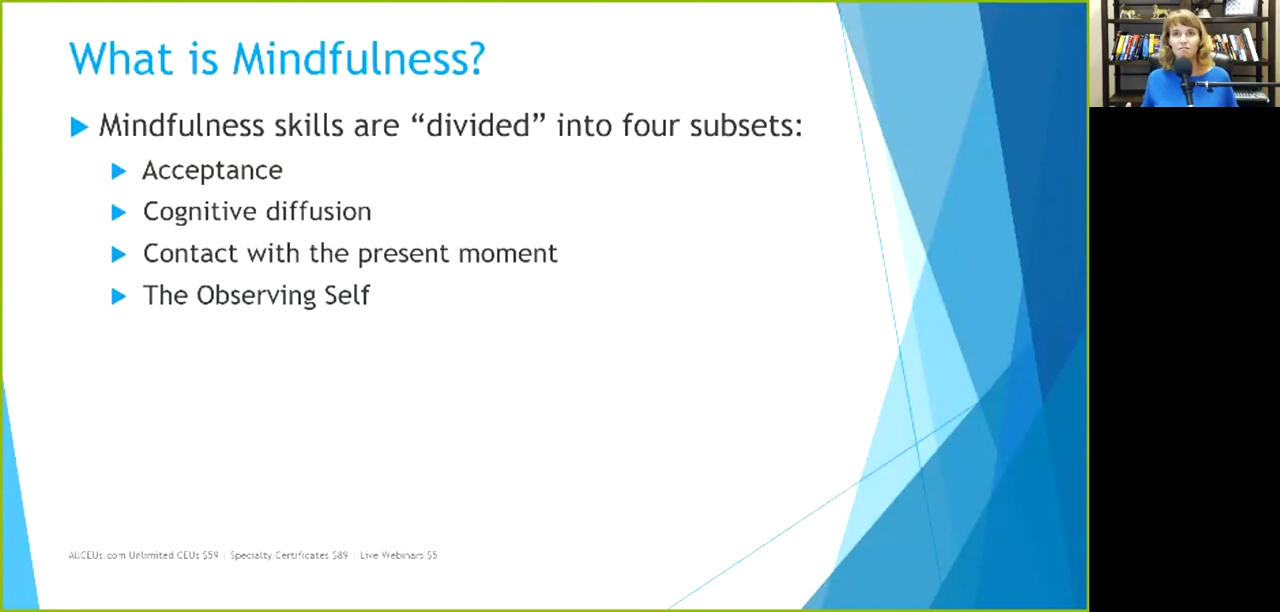 What is Mindfulness?
Mindfulness skills are “divided” into four subsets:
Acceptance
Cognitive diffusion
Contact with the present moment
The Observing Self
AllCEUs.com Unlimited CEUs $59 | Specialty Certificates $89 | Live Webinars $5